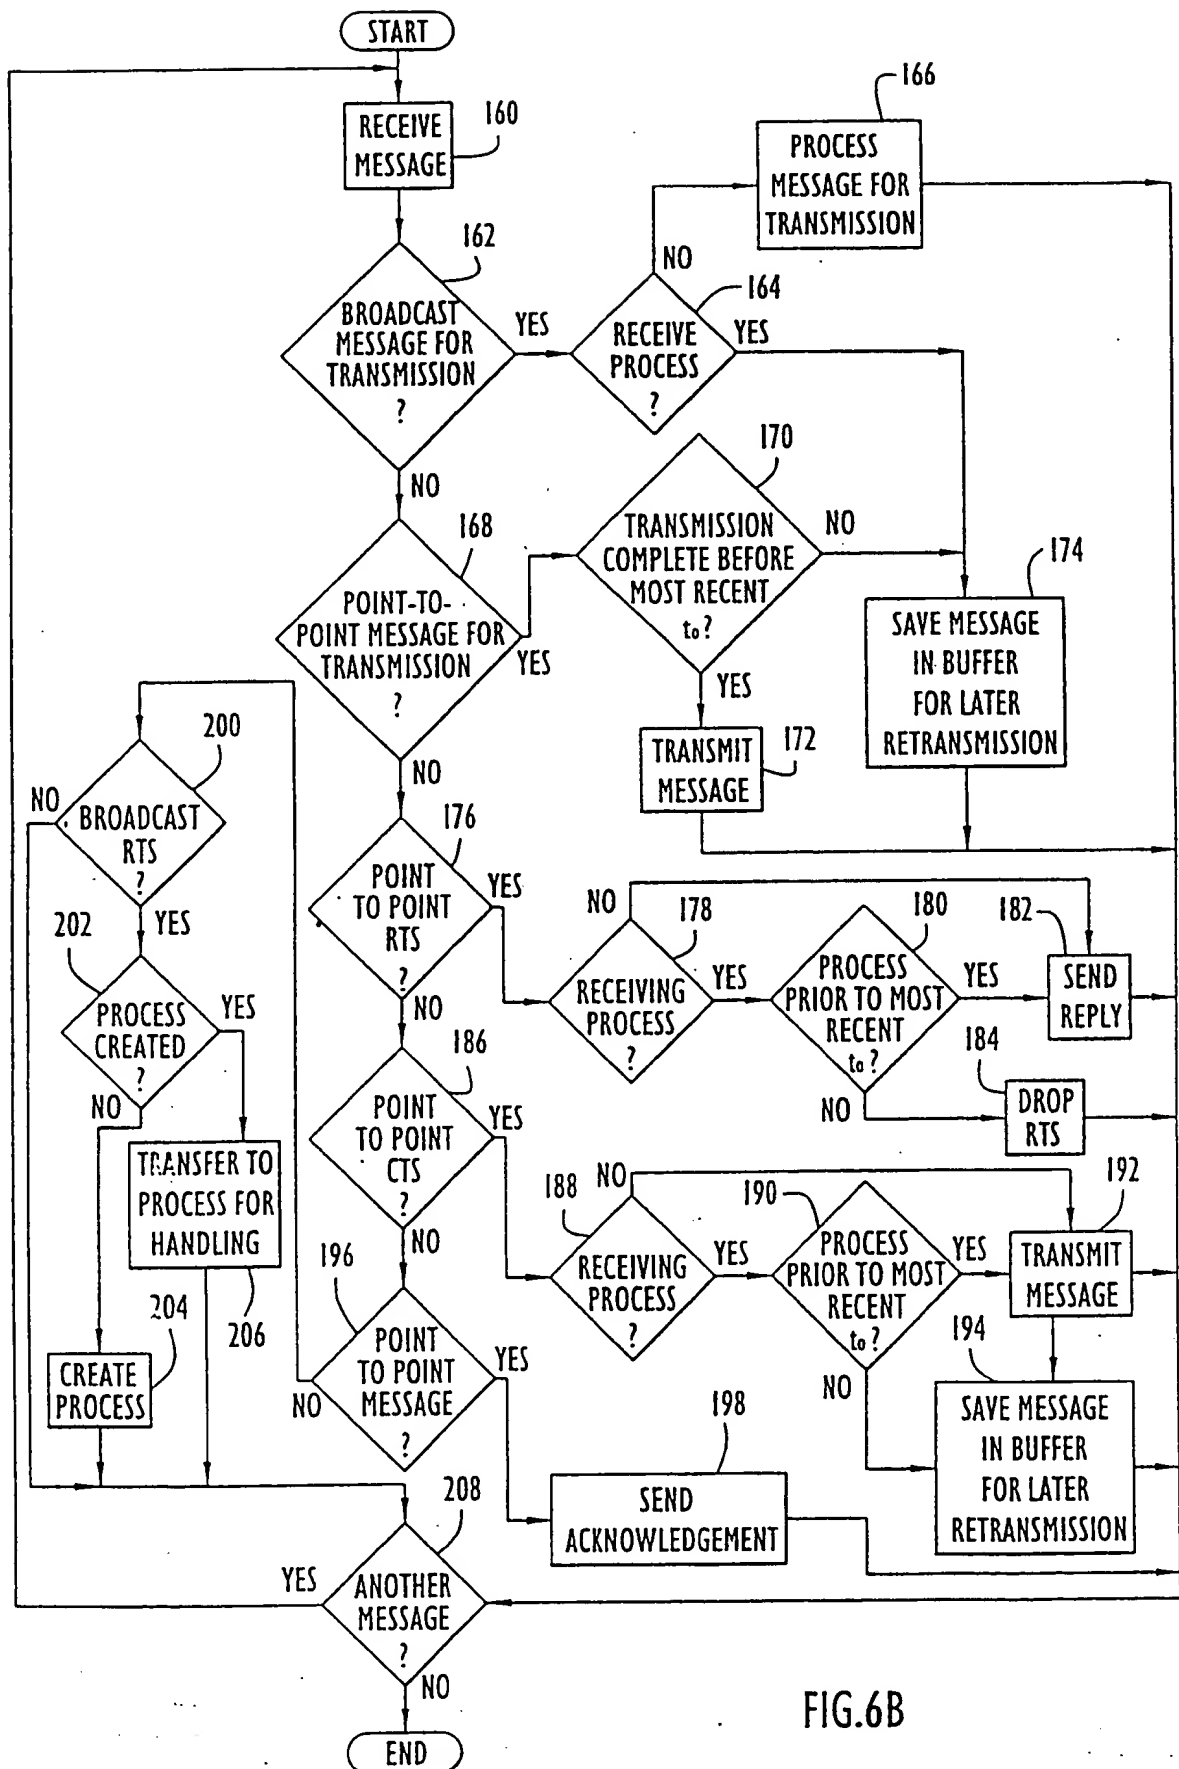 START
RECEIVE
MESSAGE
160
166
PROCESS
MESSAGE FOR
TRANSMISSION
162
BROADCAST
MESSAGE FOR
TRANSMISSION
?
YES
NO
164
RECEIVE
PROCESS
?
YES
NO
168
POINT-TO-
POINT MESSAGE FOR
TRANSMISSION
?
YES
170
TRANSMISSION
COMPLETE BEFORE
MOST RECENT
to?
NO
174
SAVE MESSAGE
IN BUFFER
FOR LATER
RETRANSMISSION
YES
TRANSMIT
MESSAGE
172
NO
200
NO
BROADCAST
RTS
?
YES
176
POINT
TO POINT
RTS
?
YES
NO
178
RECEIVING
PROCESS
?
YES
180
PROCESS
PRIOR TO MOST
RECENT
to?
YES
182
SEND
REPLY
NO
184
DROP
RTS
202
PROCESS
CREATED
?
YES
NO
NO
186
POINT
TO POINT
CTS
?
YES
TRANSFER TO
PROCESS FOR
HANDLING
206
188
NO
RECEIVING
PROCESS
?
YES
190
PROCESS
PRIOR TO MOST
RECENT
to?
YES
192
TRANSMIT
MESSAGE
NO
194
SAVE MESSAGE
IN BUFFER
FOR LATER
RETRANSMISSION
NO
196
POINT
TO POINT
MESSAGE
?
YES
NO
204
CREATE
PROCESS
198
SEND
ACKNOWLEDGEMENT
208
ANOTHER
MESSAGE
?
YES
NO
END
FIG.6B